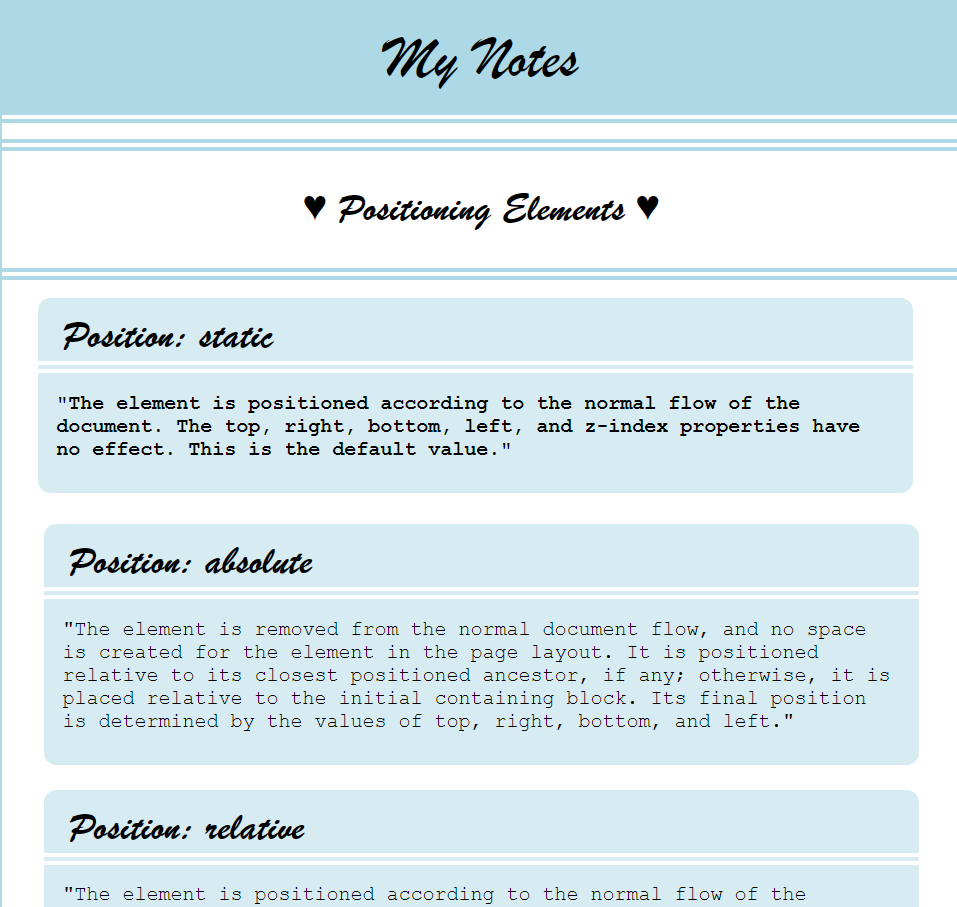 My Notes
♥ Positioning Elements ♥
Position: static
"The element is positioned according to the normal flow of the
document. The top, right, bottom, left, and z-index properties have
no effect. This is the default value."
Position: absolute
"The element is removed from the normal document flow, and no space
is created for the element in the page layout. It is positioned
relative to its closest positioned ancestor, if any; otherwise, it is
placed relative to the initial containing block. Its final position
is determined by the values of top, right, bottom, and left."
Position: relative
"The element is positioned according to the normal flow of the